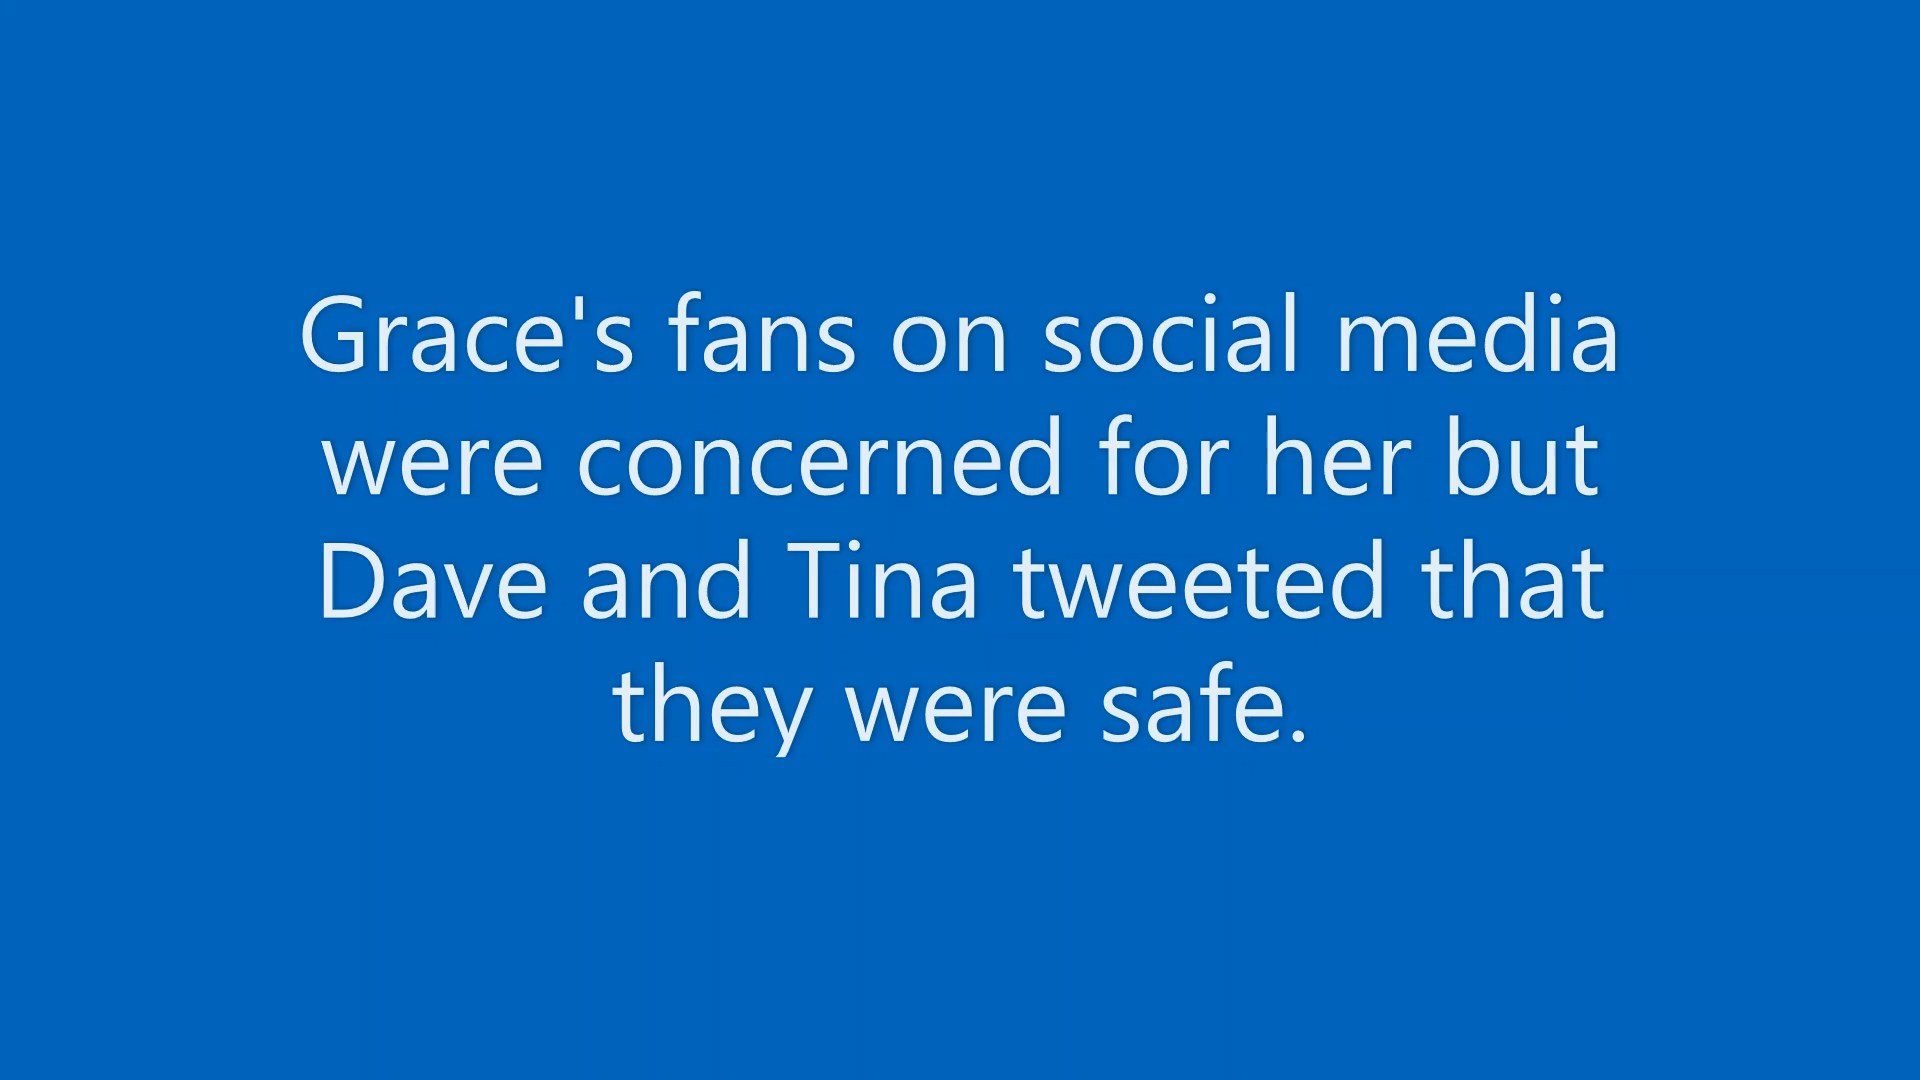 Grace's fans on social media
were concerned for her but
Dave and Tina tweeted that
they were safe.